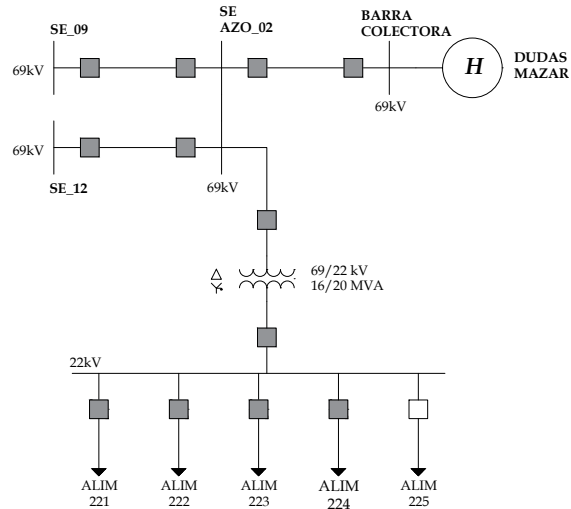 SE_09
SE
AZO_02
BARRA
COLECTORA
69kV
H
DUDAS
MAZAR
69kV
69kV
SE_12
69kV
69/22 kV
16/20 MVA
22kV
ALIM
221
ALIM
222
ALIM
223
ALIM
224
ALIM
225